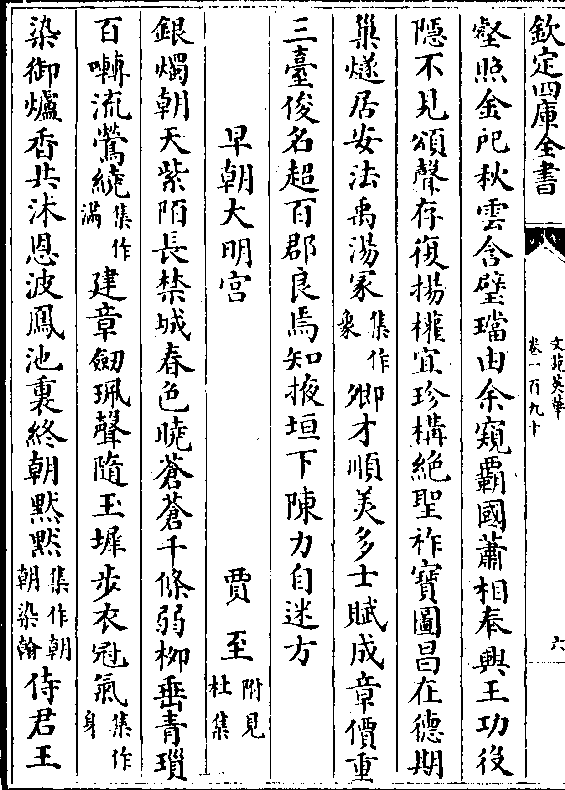 欽定四庫全書
文苑英華
卷一百九十
六
壑照金戺秋雲含璧璫由余窺霸國蕭相奉興王功役
隱不見頌聲存復揚權宜珍構絕聖祚寶圖昌在德期
巢燧居安法禹湯冡集作象卿才順美多士賦成章價重
三臺俊名超百郡良焉知掖垣下陳力自迷方
早朝大明宮
賈至附見杜集
銀燭朝天紫陌長禁城春色曉蒼蒼千條弱柳垂青瑣
百囀流鶯繞集作滿建章劒珮聲隨玉墀步衣冠氣集作身
染御爐香共沐恩波鳳池裏終朝默默集作朝朝染翰侍君王